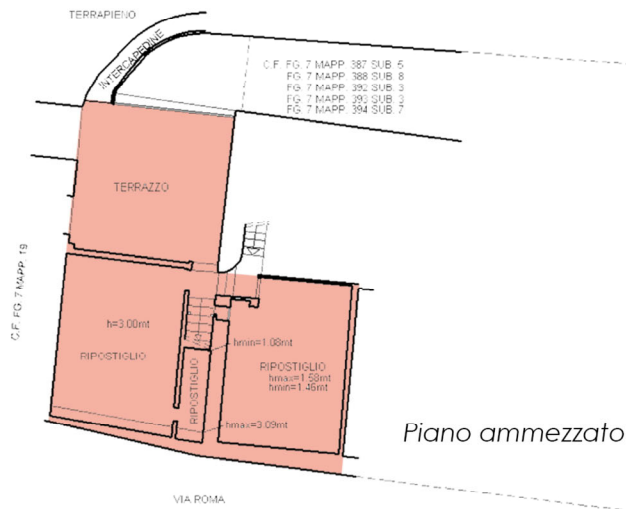 TERRAPIENO
INTERCAPEDINE
C.F. FG. 7 MAPP. 387 SUB. 5
FG. 7 MAPP. 388 SUB. 8
FG. 7 MAPP. 392 SUB. 3
FG. 7 MAPP. 393 SUB. 3
FG. 7 MAPP. 394 SUB. 7
TERRAZZO
C.F. FG. 7 MAPP. 19
h=3.00mt
RIPOSTIGLIO
RIPOSTIGLIO
hmin=1.08mt
RIPOSTIGLIO
hmax=1.58mt
hmin=1.46mt
hmax=3.09mt
Piano ammezzato
VIA ROMA